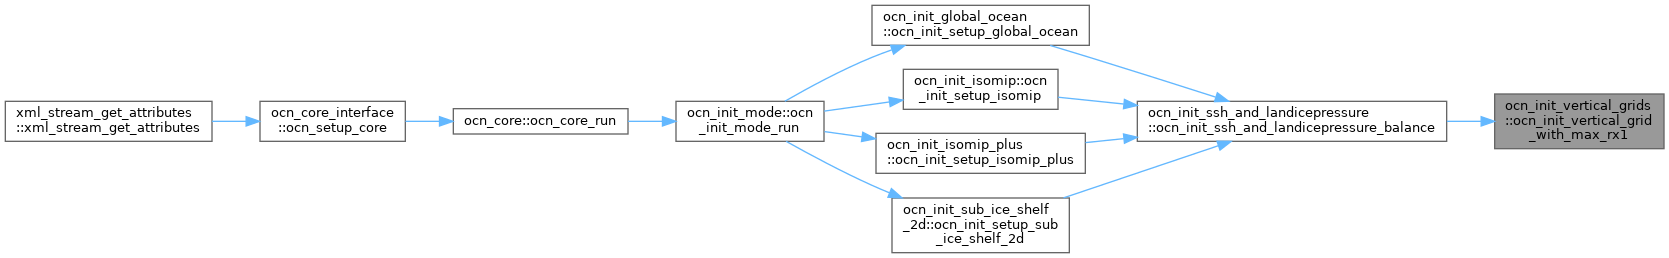 xml_stream_get_attributes
::xml_stream_get_attributes
ocn_core_interface
::ocn_setup_core
ocn_core::ocn_core_run
ocn_init_mode::ocn
_init_mode_run
ocn_init_global_ocean
::ocn_init_setup_global_ocean
ocn_init_isomip::ocn
_init_setup_isomip
ocn_init_isomip_plus
::ocn_init_setup_isomip_plus
ocn_init_sub_ice_shelf
_2d::ocn_init_setup_sub
_ice_shelf_2d
ocn_init_ssh_and_landicepressure
::ocn_init_ssh_and_landicepressure_balance
ocn_init_vertical_grids
::ocn_init_vertical_grid
_with_max_rx1